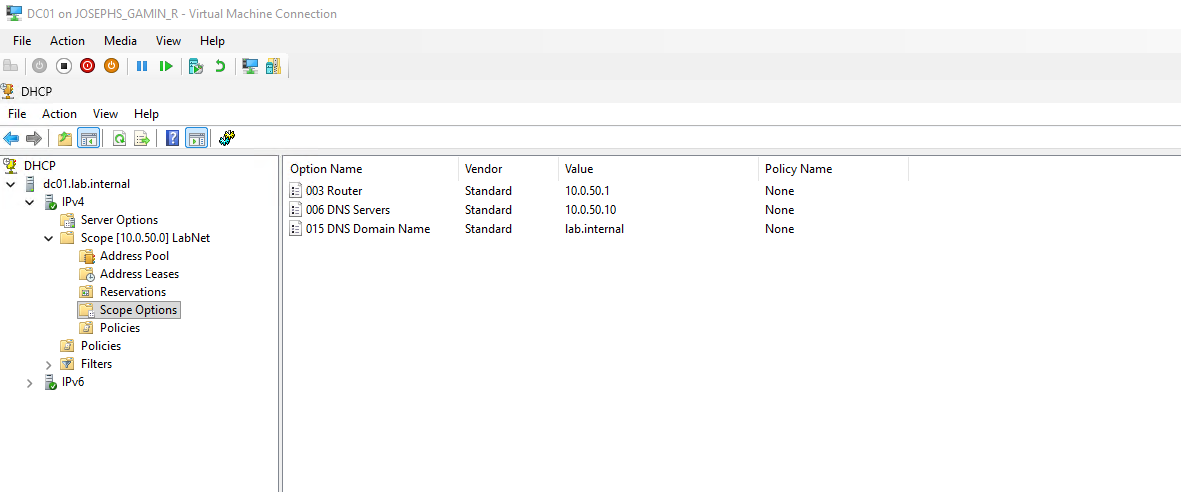 DC01 on JOSEPHS_GAMIN_R - Virtual Machine Connection
File Action Media View Help
DHCP
File Action View Help
DHCP
dc01.lab.internal
IPv4
Server Options
Scope [10.0.50.0] LabNet
Address Pool
Address Leases
Reservations
Scope Options
Policies
Policies
Filters
IPv6
Option Name Vendor Value Policy Name
003 Router Standard 10.0.50.1 None
006 DNS Servers Standard 10.0.50.10 None
015 DNS Domain Name Standard lab.internal None